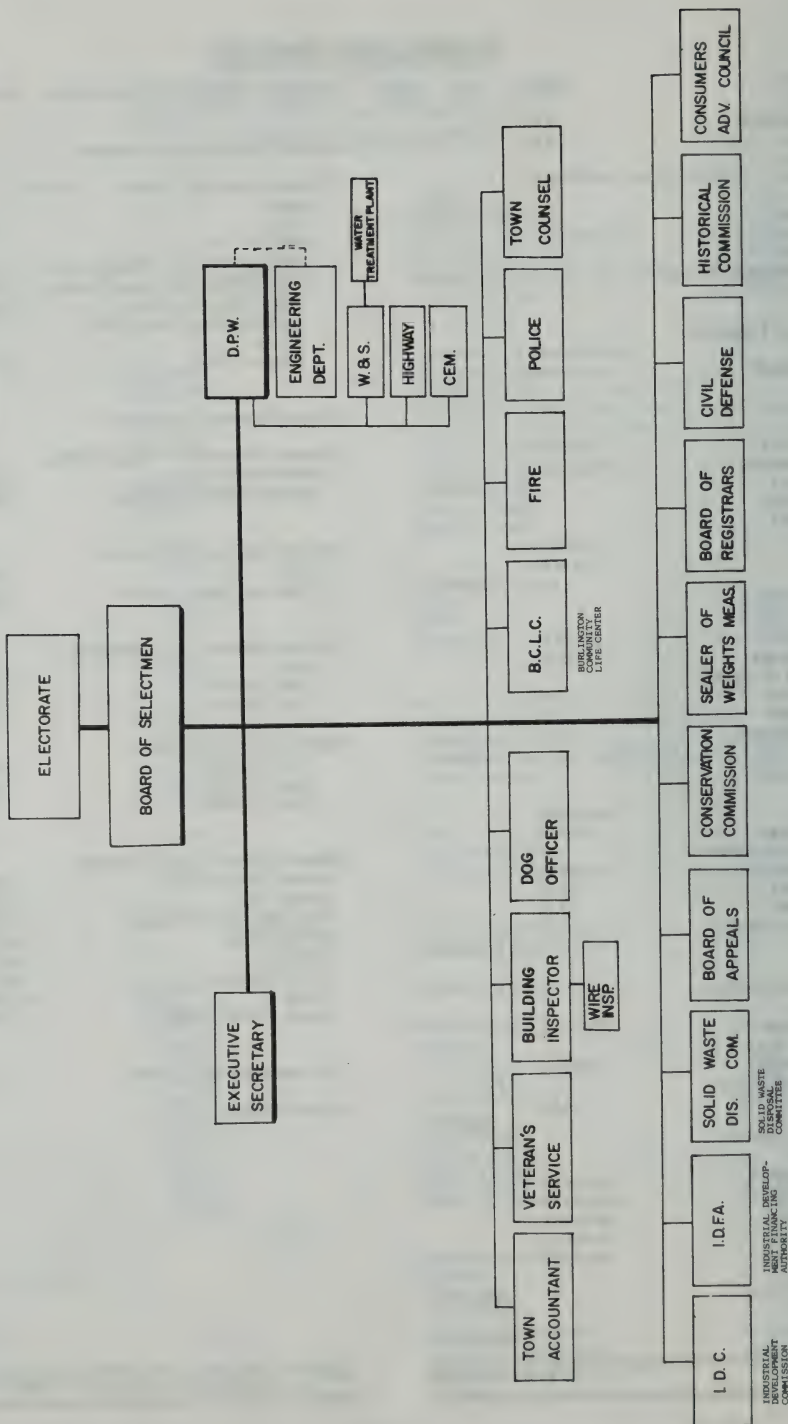 ELECTORATE
BOARD OF SELECTMEN
EXECUTIVE
SECRETARY
D.P.W.
ENGINEERING
DEPT.
W. & S.
WATER
TREATMENT PLANT
HIGHWAY
CEM.
TOWN
ACCOUNTANT
VETERAN'S
SERVICE
BUILDING
INSPECTOR
WIRE
INSP.
DOG
OFFICER
B.C.L.C.
BURLINGTON
COMMUNITY
LIFE CENTER
FIRE
POLICE
TOWN
COUNSEL
I. D. C.
INDUSTRIAL
DEVELOPMENT
COMMISSION
I.D.F.A.
INDUSTRIAL DEVELOP-
MENT FINANCING
AUTHORITY
SOLID WASTE
DIS. COM.
SOLID WASTE
DISPOSAL
COMMITTEE
BOARD OF
APPEALS
CONSERVATION
COMMISSION
SEALER OF
WEIGHTS MEAS.
BOARD OF
REGISTRARS
CIVIL
DEFENSE
HISTORICAL
COMMISSION
CONSUMERS
ADV. COUNCIL